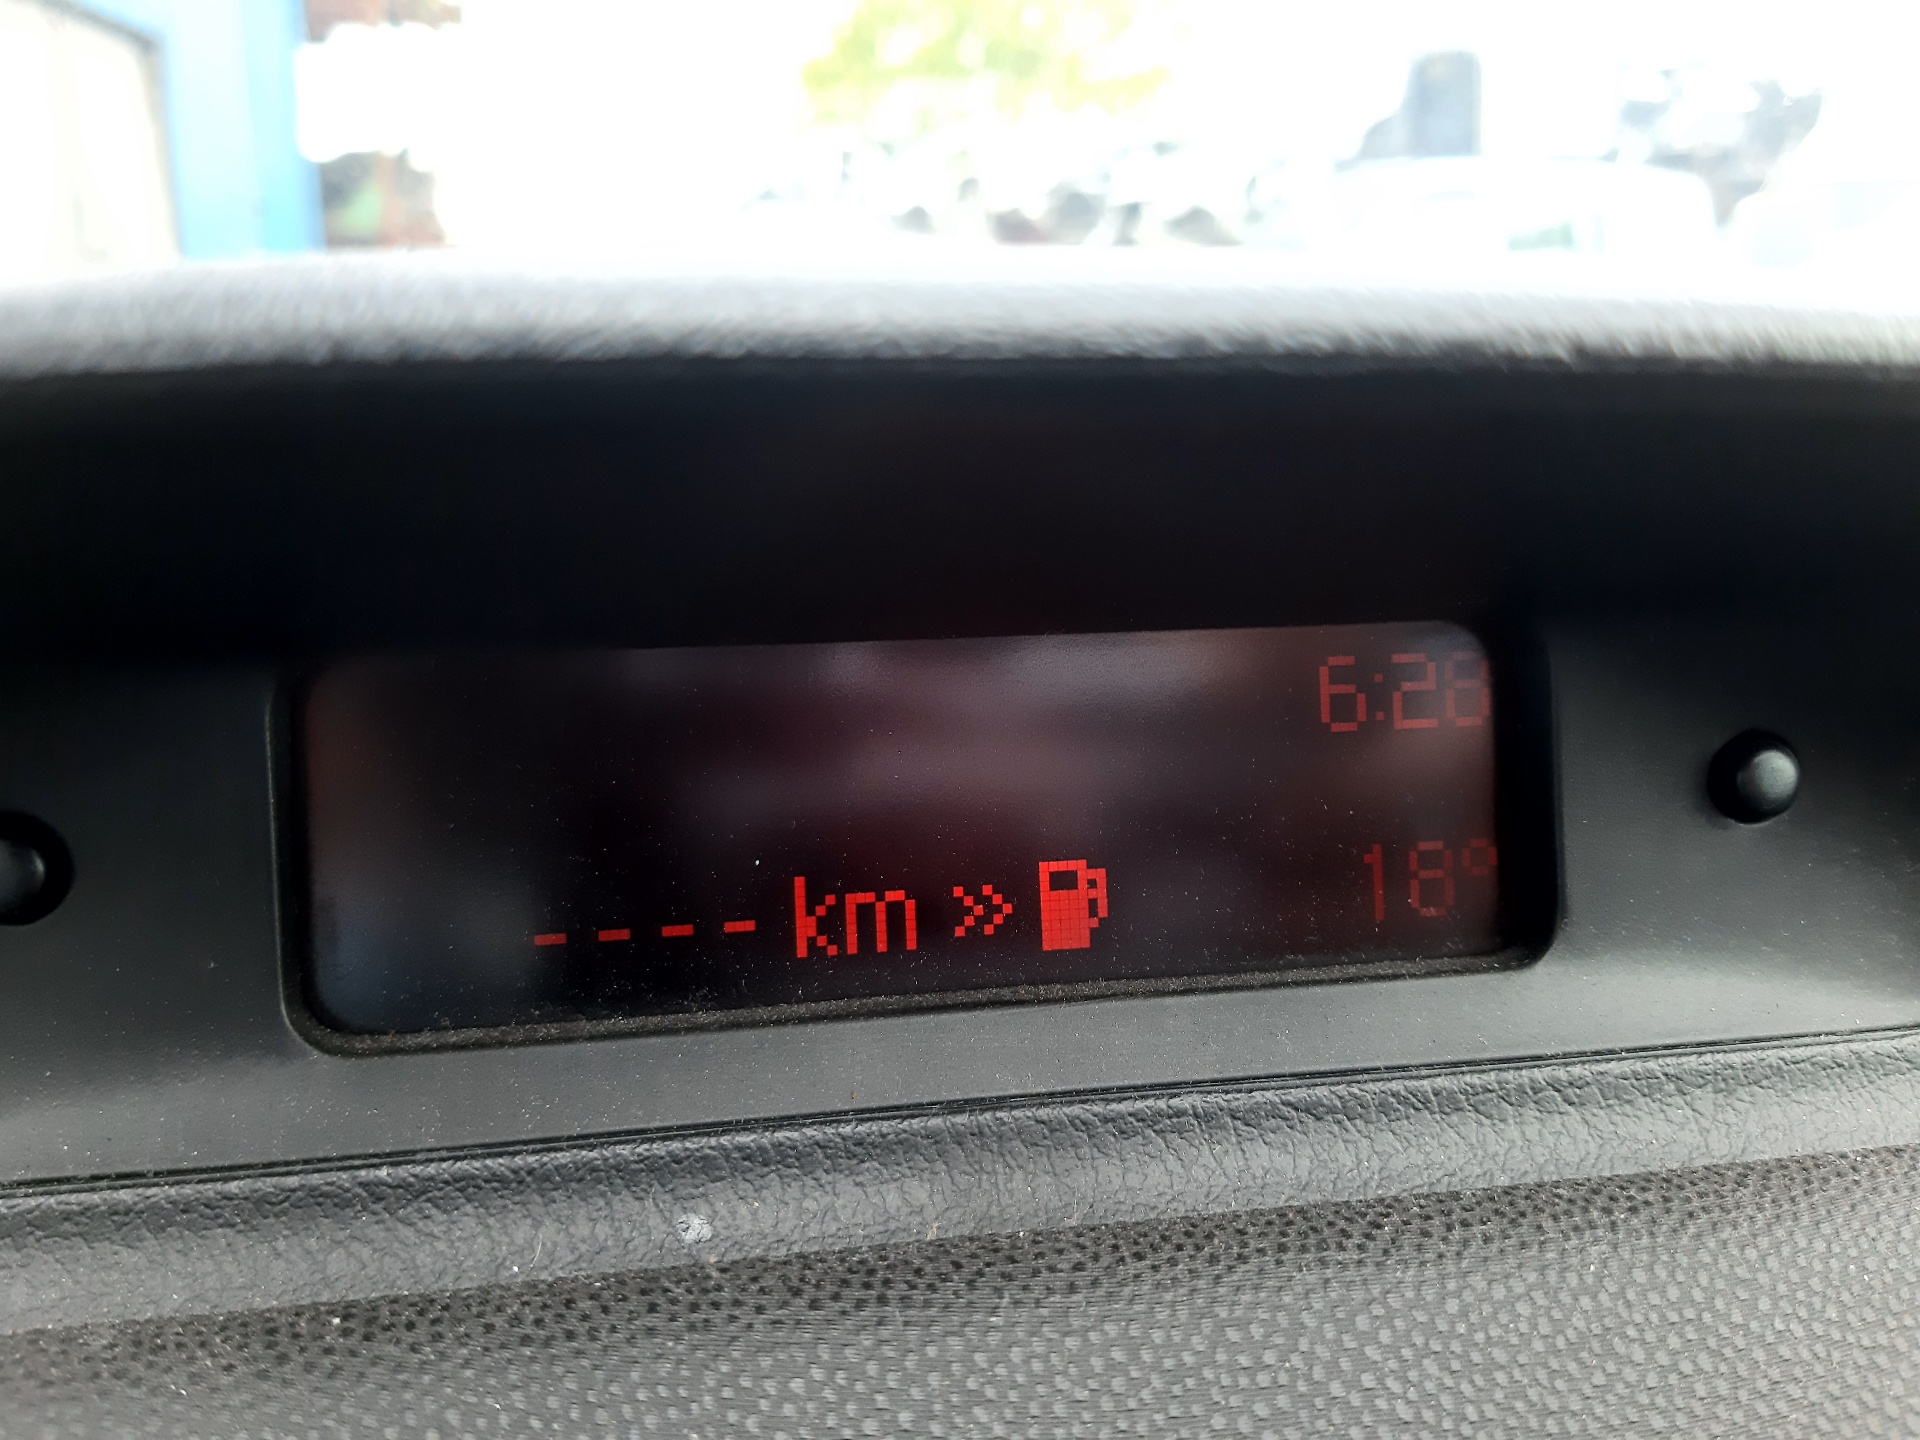 6:28
---- km »
18°